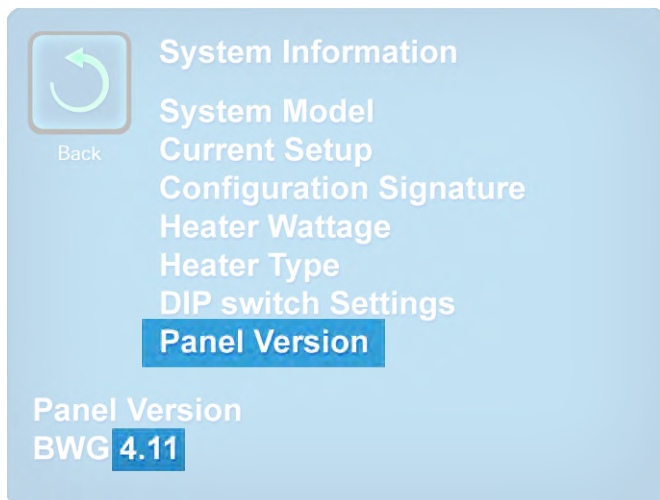 System Information
System Model
Back
Current Setup
Configuration Signature
Heater Wattage
Heater Type
DIP switch Settings
Panel Version
Panel Version
BWG 4.11